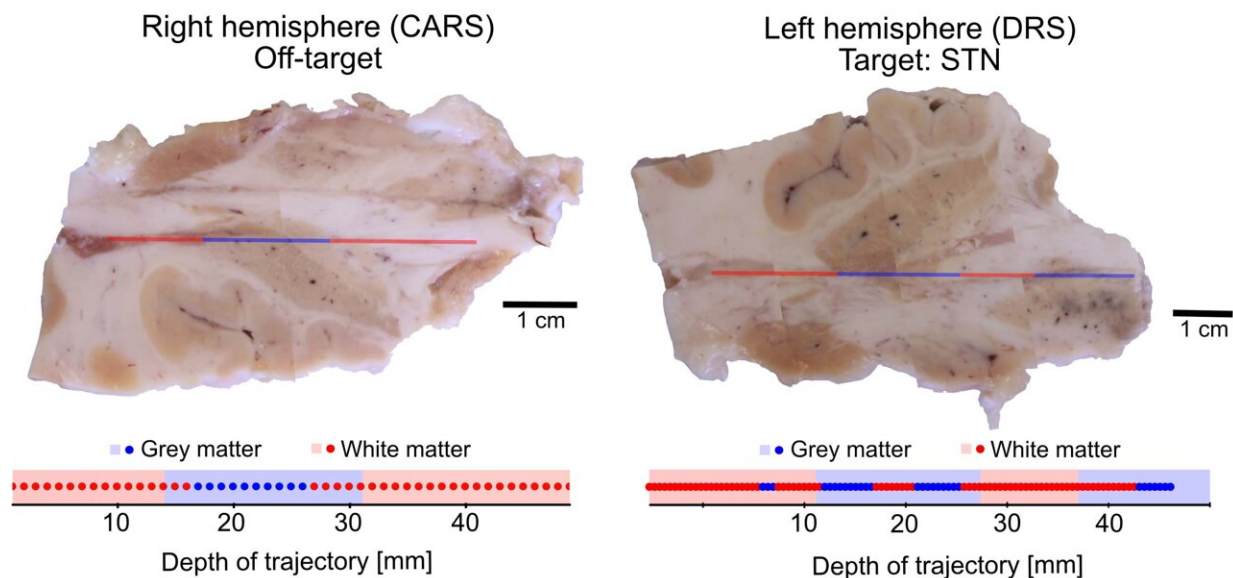 Right hemisphere (CARS)
Off-target
1 cm
Grey matter
White matter
10
20
30
40
Depth of trajectory [mm]
Left hemisphere (DRS)
Target: STN
1 cm
Grey matter
White matter
10
20
30
40
Depth of trajectory [mm]